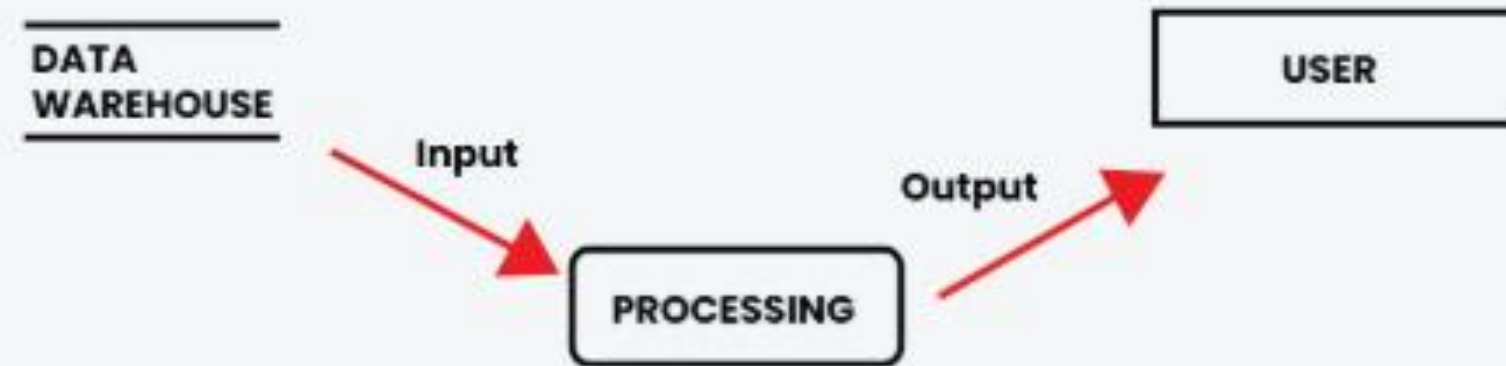 DATA
WAREHOUSE
USER
Input
Output
PROCESSING